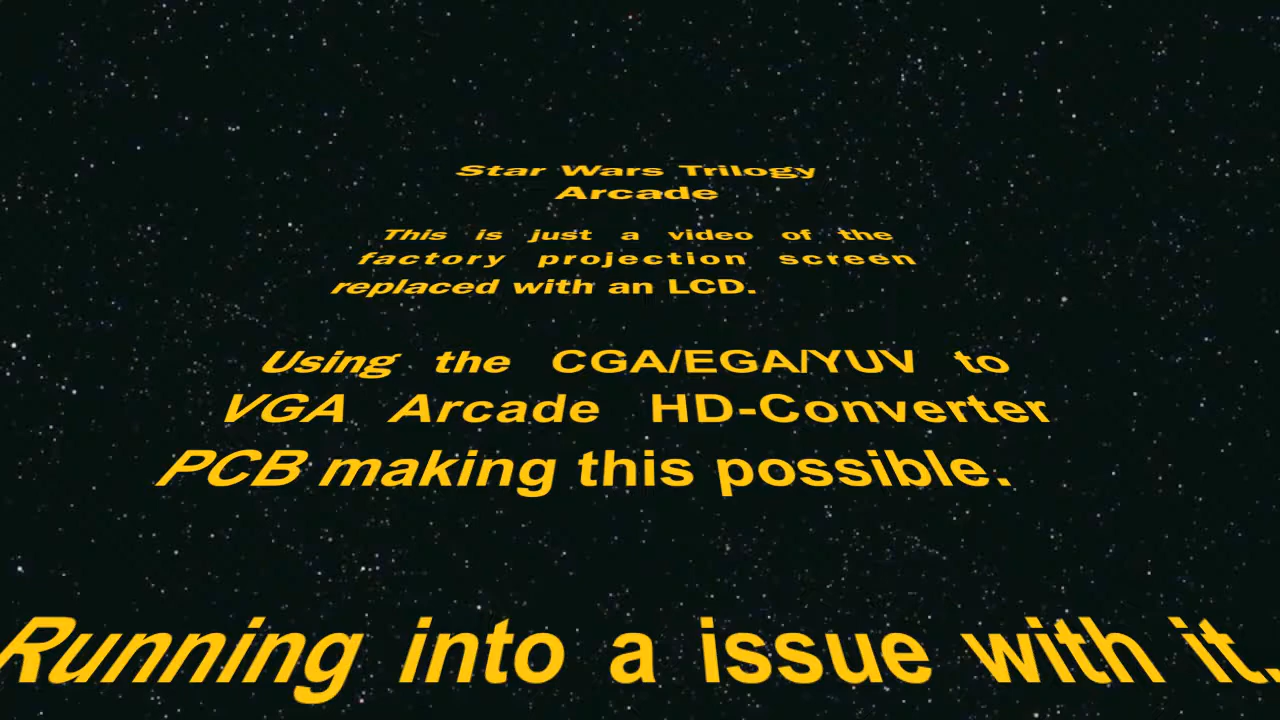 Star Wars Trilogy
Arcade
This is just a video of the
factory projection screen
replaced with an LCD.
Using the CGA/EGA/YUV to
VGA Arcade HD-Converter
PCB making this possible.
Running into a issue with it.